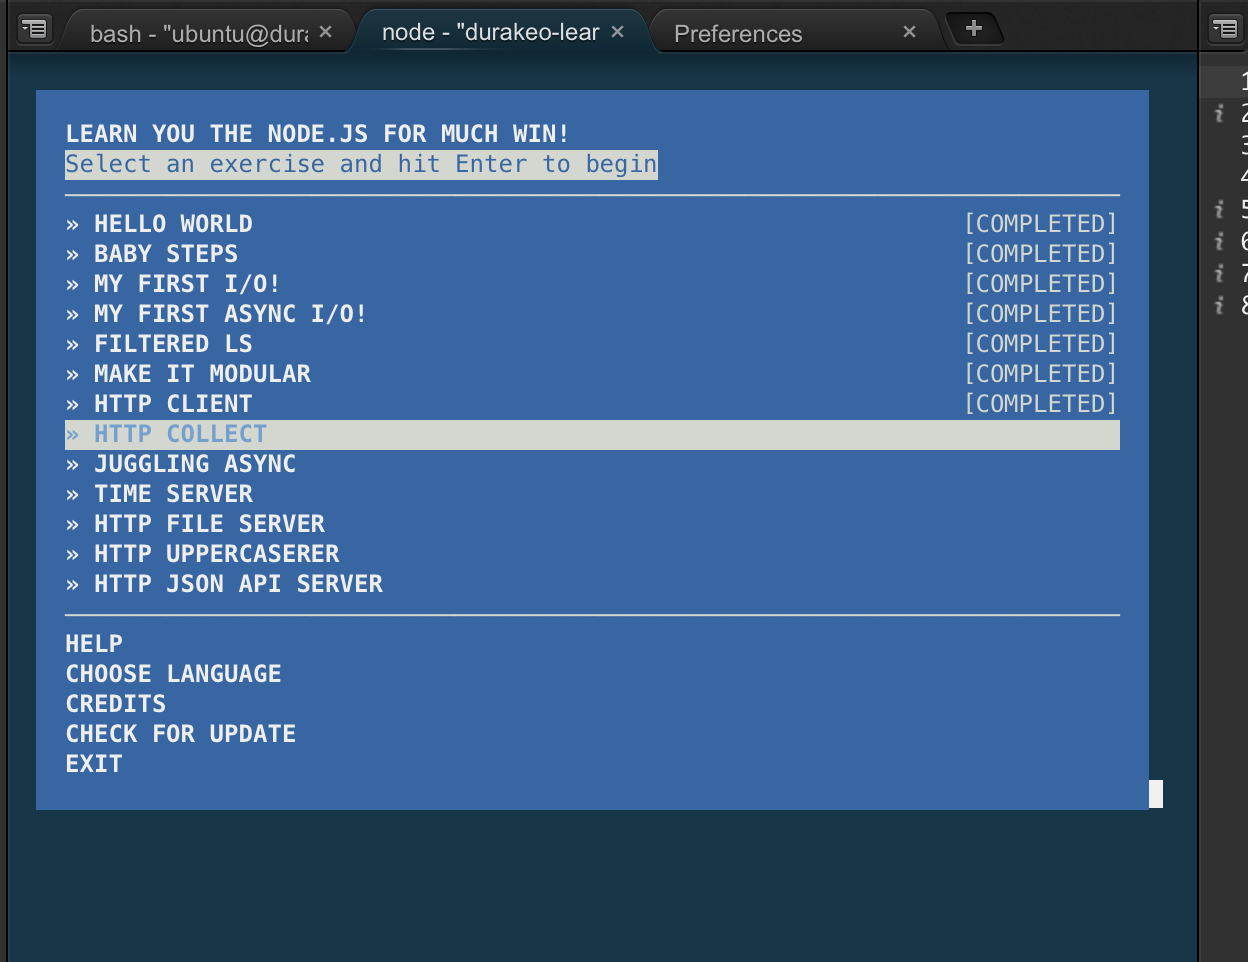 bash - "ubuntu@dura
node - "durakeo-lear
Preferences
LEARN YOU THE NODE.JS FOR MUCH WIN!
Select an exercise and hit Enter to begin
» HELLO WORLD [COMPLETED]
» BABY STEPS [COMPLETED]
» MY FIRST I/O! [COMPLETED]
» MY FIRST ASYNC I/O! [COMPLETED]
» FILTERED LS [COMPLETED]
» MAKE IT MODULAR [COMPLETED]
» HTTP CLIENT [COMPLETED]
» HTTP COLLECT
» JUGGLING ASYNC
» TIME SERVER
» HTTP FILE SERVER
» HTTP UPPERCASERER
» HTTP JSON API SERVER
HELP
CHOOSE LANGUAGE
CREDITS
CHECK FOR UPDATE
EXIT
1
2
3
4
5
6
7
8